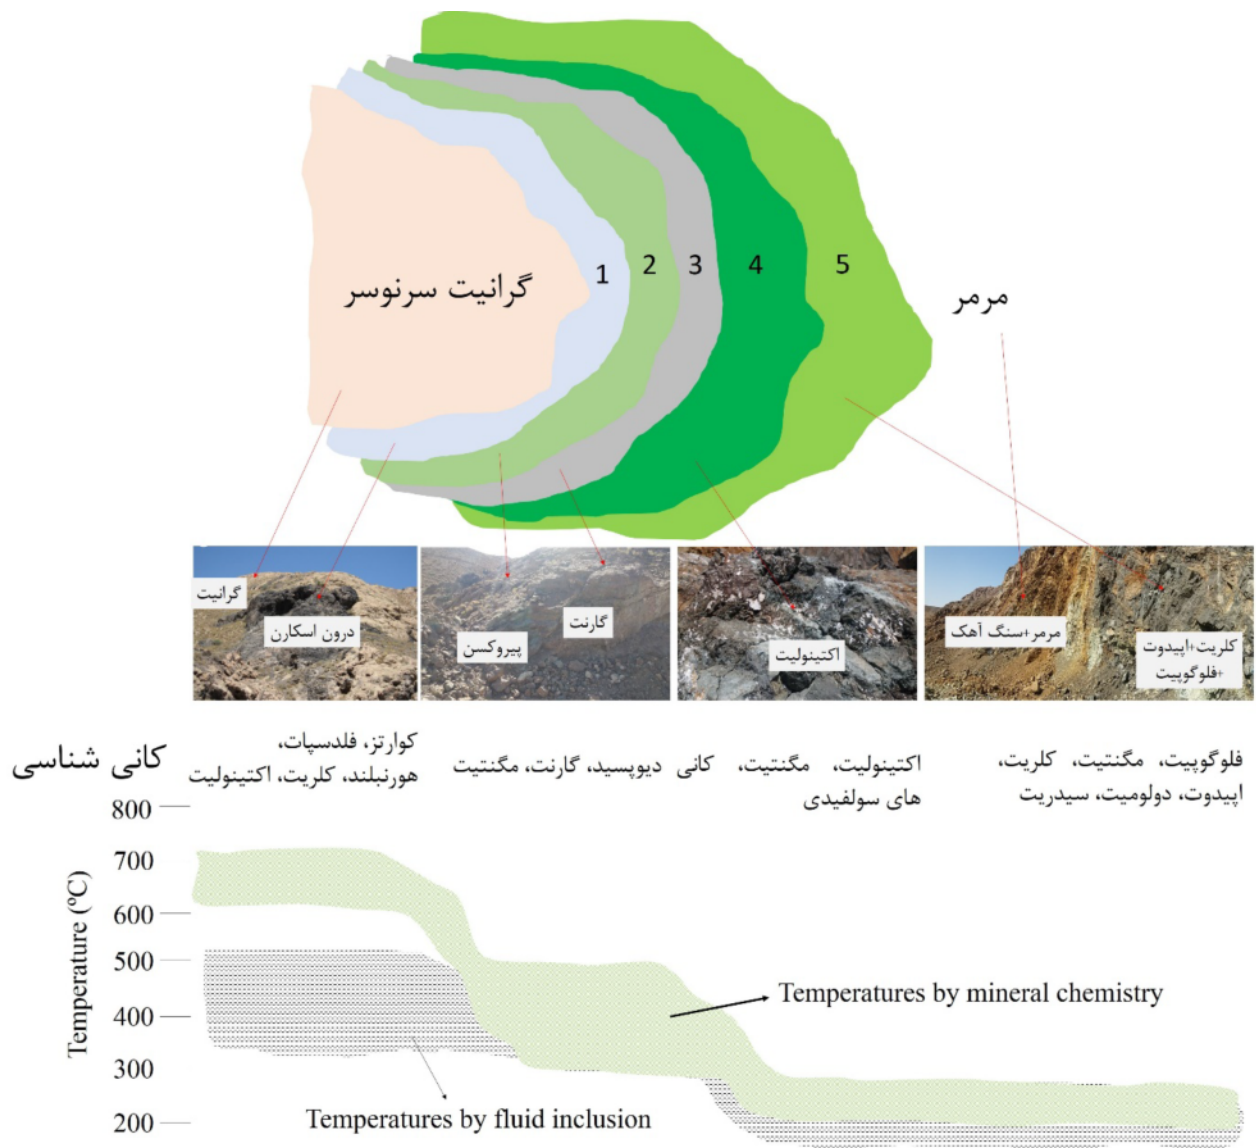 گرانیت سرنوسر
1
2
3
4
5
مرمر
گرانیت
درون اسکارن
پیروکسن
گارنت
اکتینولیت
مرمر+سنگ آهک
کلریت+اپیدوت
+فلوگوپیت
کانی شناسی
کوارتز، فلدسپات،
هورنبلند، کلریت، اکتینولیت
دیوپسید، گارنت، مگنتیت
اکتینولیت، مگنتیت، کانی
های سولفیدی
فلوگوپیت، مگنتیت، کلریت،
اپیدوت، دولومیت، سیدریت
Temperature (ºC)
800
700
600
500
400
300
200
Temperatures by mineral chemistry
Temperatures by fluid inclusion